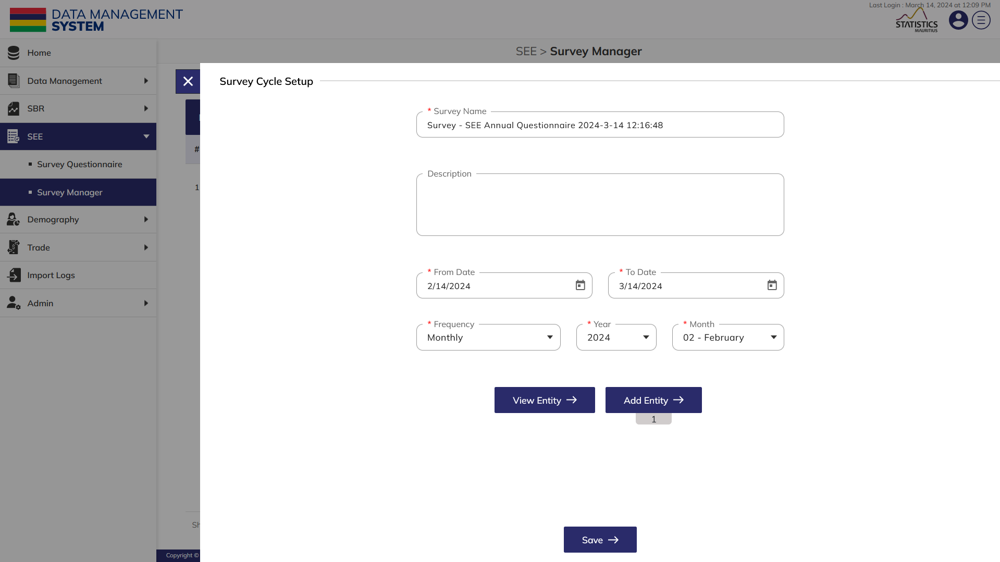 Last Login : March 14, 2024 at 12:09 PM
DATA MANAGEMENT
SYSTEM
STATISTICS
MAURITIUS
Home
Data Management
SBR
SEE
Survey Questionnaire
Survey Manager
Demography
Trade
Import Logs
Admin
SEE > Survey Manager
Survey Cycle Setup
#
1
* Survey Name
Survey - SEE Annual Questionnaire 2024-3-14 12:16:48
Description
* From Date
2/14/2024
* To Date
3/14/2024
* Frequency
Monthly
* Year
2024
* Month
02 - February
View Entity
Add Entity
1
Save
Copyright ©